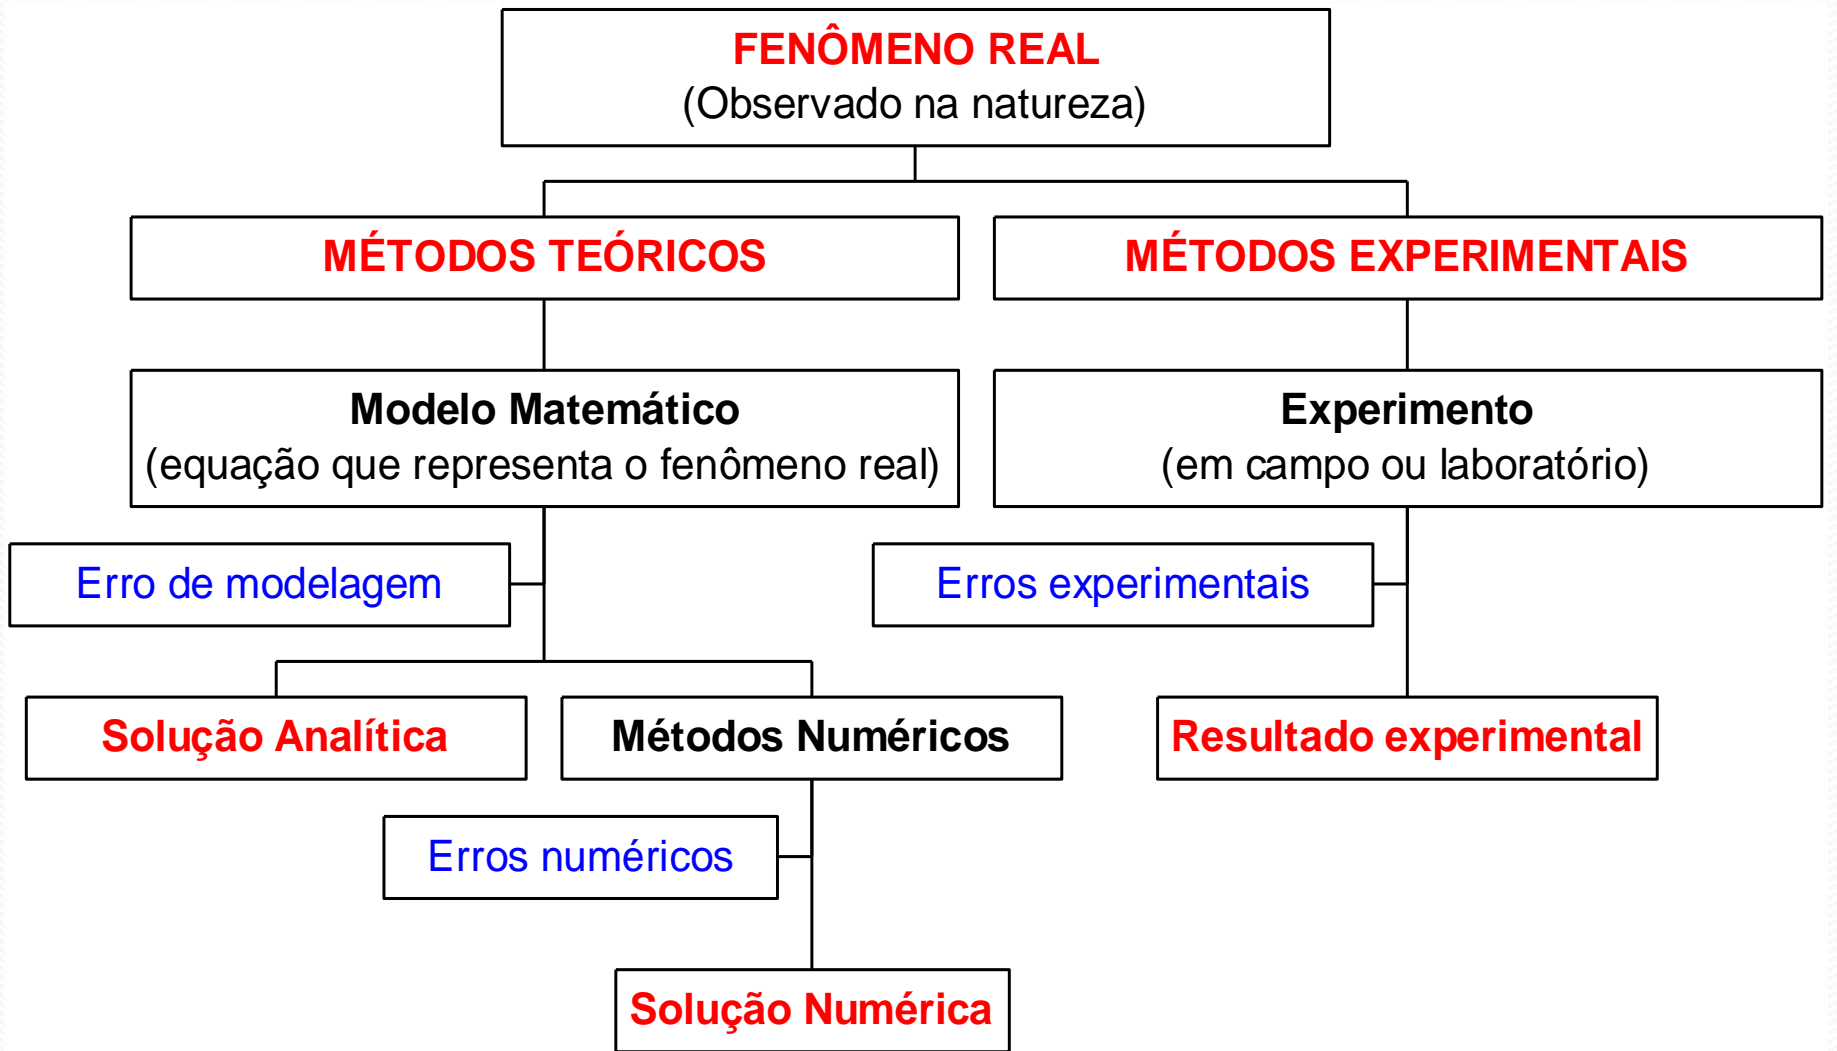 FENÔMENO REAL
(Observado na natureza)
MÉTODOS TEÓRICOS
MÉTODOS EXPERIMENTAIS
Modelo Matemático
(equação que representa o fenômeno real)
Experimento
(em campo ou laboratório)
Erro de modelagem
Erros experimentais
Solução Analítica
Métodos Numéricos
Resultado experimental
Erros numéricos
Solução Numérica